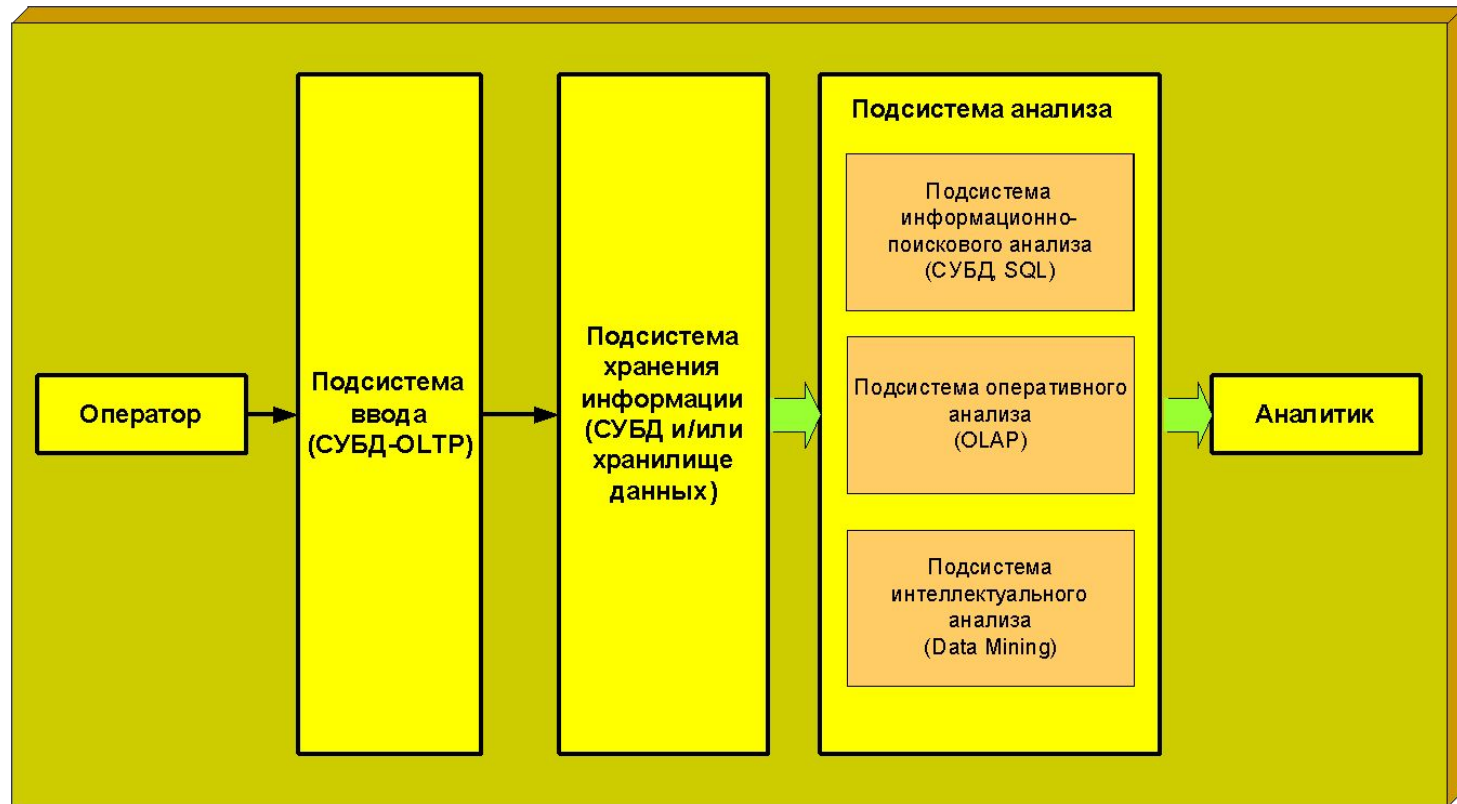 Оператор
Подсистема
ввода
(СУБД-OLTP)
Подсистема
хранения
информации
(СУБД и/или
хранилище
данных)
Подсистема анализа
Подсистема
информационно-
поискового анализа
(СУБД, SQL)
Подсистема оперативного
анализа
(OLAP)
Подсистема
интеллектуального
анализа
(Data Mining)
Аналитик